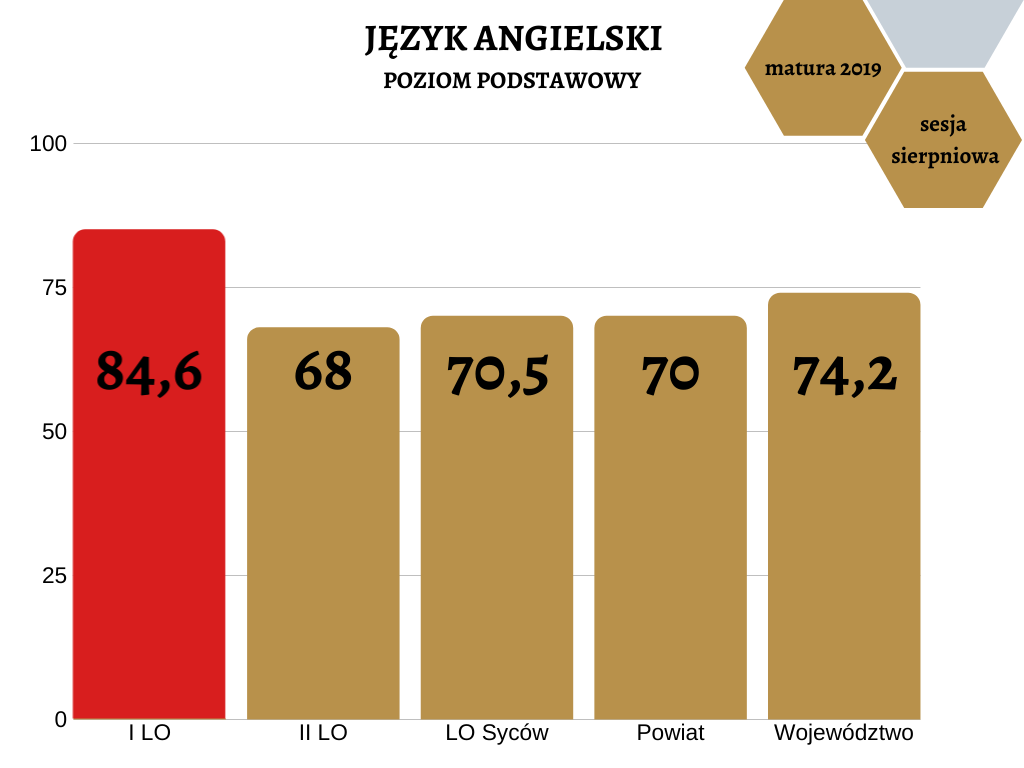 JĘZYK ANGIELSKI
POZIOM PODSTAWOWY
matura 2019
sesja
sierpniowa
100
75
50
25
0
84,6
68
70,5
70
74,2
I LO
II LO
LO Syców
Powiat
Województwo